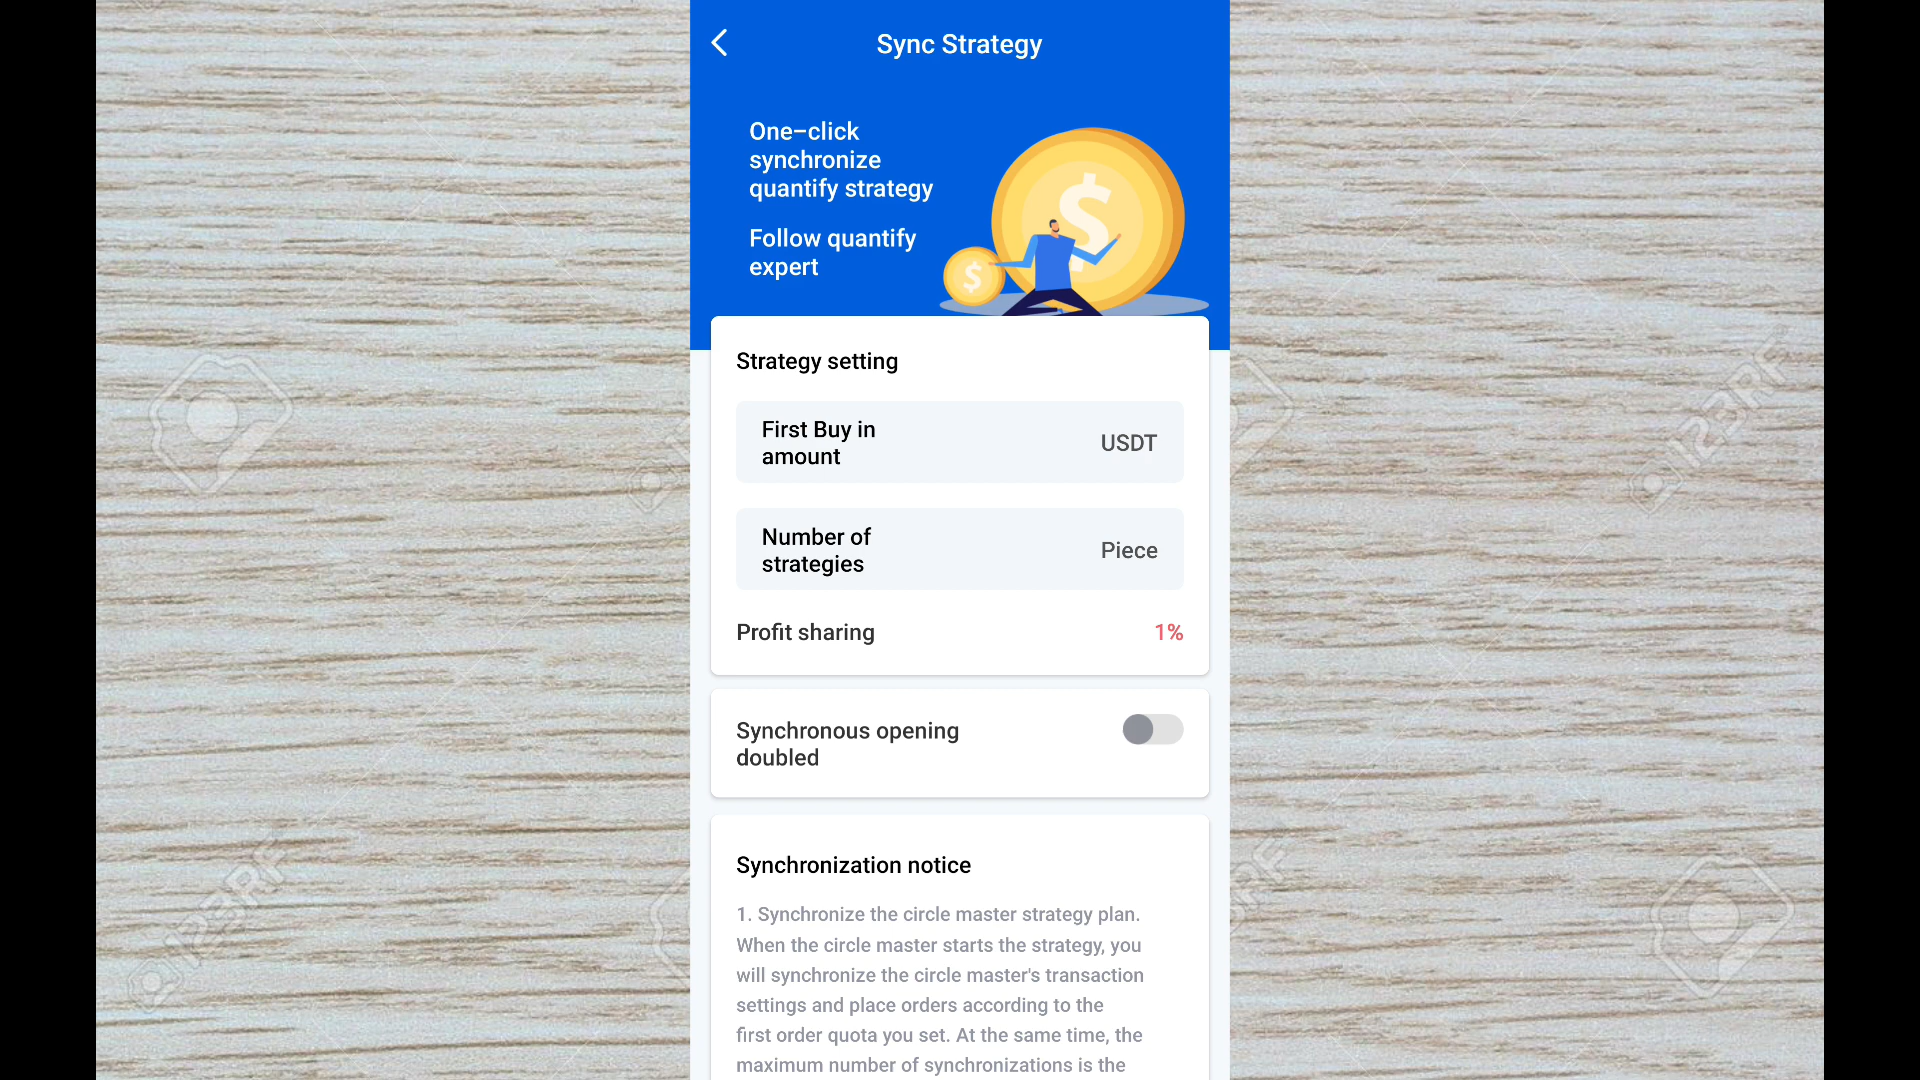 Sync Strategy
One-click
synchronize
quantify strategy
Follow quantify
expert
$
$
Strategy setting
First Buy in
amount
USDT
Number of
strategies
Piece
Profit sharing
1%
Synchronous opening
doubled
Synchronization notice
1. Synchronize the circle master strategy plan.
When the circle master starts the strategy, you
will synchronize the circle master's transaction
settings and place orders according to the
first order quota you set. At the same time, the
maximum number of synchronizations is the
123RF
123RF
123RF